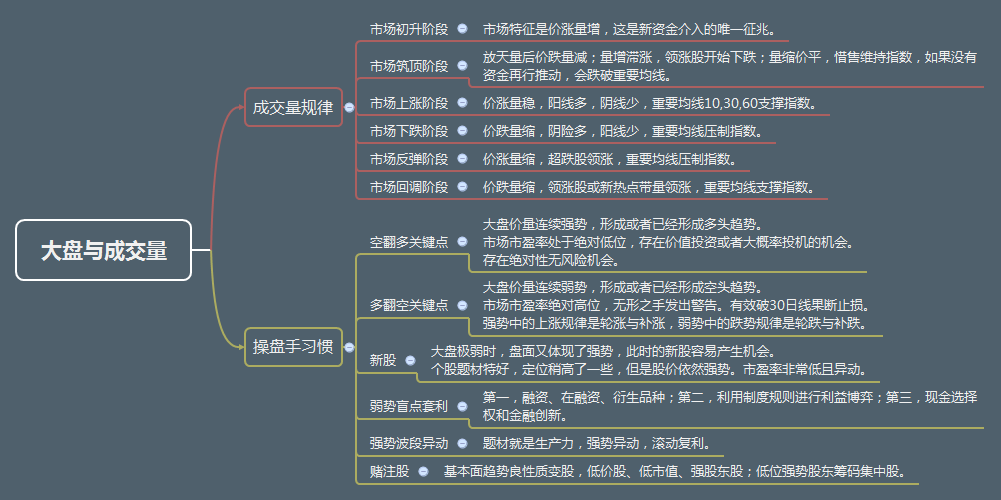 大盘与成交量
成交量规律
市场初升阶段
市场特征是价涨量增，这是新资金介入的唯一征兆。
市场筑顶阶段
放天量后价跌量减；量增滞涨，领涨股开始下跌；量缩价平，惜售维持指数，如果没有
资金再行推动，会跌破重要均线。
市场上涨阶段
价涨量稳，阳线多，阴线少，重要均线10,30,60支撑指数。
市场下跌阶段
价跌量缩，阴险多，阳线少，重要均线压制指数。
市场反弹阶段
价涨量缩，超跌股领涨，重要均线压制指数。
市场回调阶段
价跌量缩，领涨股或新热点带量领涨，重要均线支撑指数。
操盘手习惯
空翻多关键点
大盘价量连续强势，形成或者已经形成多头趋势。
市场市盈率处于绝对低位，存在价值投资或者大概率投机的机会。
存在绝对性无风险机会。
多翻空关键点
大盘价量连续弱势，形成或者已经形成空头趋势。
市场市盈率绝对高位，无形之手发出警告。有效破30日线果断止损。
强势中的上涨规律是轮涨与补涨，弱势中的跌势规律是轮跌与补跌。
新股
大盘极弱时，盘面又体现了强势，此时的新股容易产生机会。
个股题材特好，定位稍高了一些，但是股价依然强势。市盈率非常低且异动。
弱势盲点套利
第一，融资、在融资、衍生品种；第二，利用制度规则进行利益博弈；第三，现金选择
权和金融创新。
强势波段异动
题材就是生产力，强势异动，滚动复利。
赌注股
基本面趋势良性质变股，低价股、低市值、强股东股；低位强势股东筹码集中股。